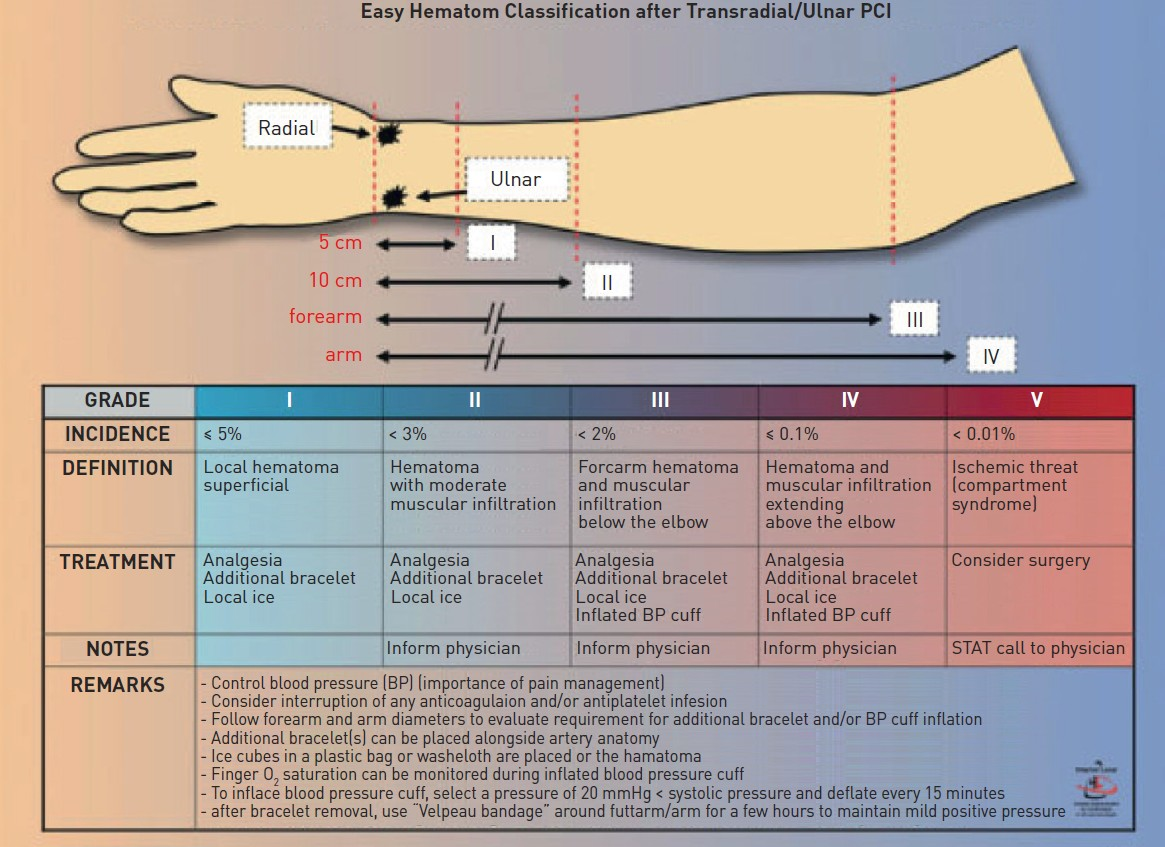 Easy Hematom Classification after Transradial/Ulnar PCI
Radial
Ulnar
5 cm
I
10 cm
II
forearm
III
arm
IV
GRADE I II III IV V
INCIDENCE ⩽ 5% < 3% < 2% ⩽ 0.1% < 0.01%
DEFINITION
Local hematoma
superficial
Hematoma
with moderate
muscular infiltration
Forcarm hematoma
and muscular
infiltration
below the elbow
Hematoma and
muscular infiltration
extending
above the elbow
Ischemic threat
(compartment
syndrome)
TREATMENT
Analgesia
Additional bracelet
Local ice
Analgesia
Additional bracelet
Local ice
Analgesia
Additional bracelet
Local ice
Inflated BP cuff
Analgesia
Additional bracelet
Local ice
Inflated BP cuff
Consider surgery
NOTES Inform physician Inform physician Inform physician STAT call to physician
REMARKS
- Control blood pressure (BP) (importance of pain management)
- Consider interruption of any anticoagulaion and/or antiplatelet infesion
- Follow forearm and arm diameters to evaluate requirement for additional bracelet and/or BP cuff inflation
- Additional bracelet(s) can be placed alongside artery anatomy
- Ice cubes in a plastic bag or washeloth are placed or the hamatoma
- Finger O2 saturation can be monitored during inflated blood pressure cuff
- To inflace blood pressure cuff, select a pressure of 20 mmHg < systolic pressure and deflate every 15 minutes
- after bracelet removal, use "Velpeau bandage" around futtarm/arm for a few hours to maintain mild positive pressure